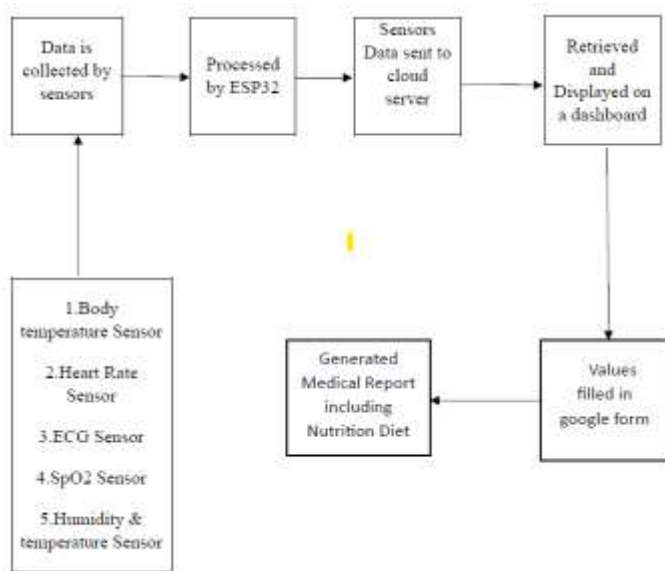 Data is
collected by
sensors
Processed
by ESP32
Sensors
Data sent to
cloud
server
Retrieved
and
Displayed on
a dashboard
1.Body
temperature Sensor
2.Heart Rate
Sensor
3.ECG Sensor
4.SpO2 Sensor
5.Humidity &
temperature Sensor
Generated
Medical Report
including
Nutrition Diet
Values
filled in
google form